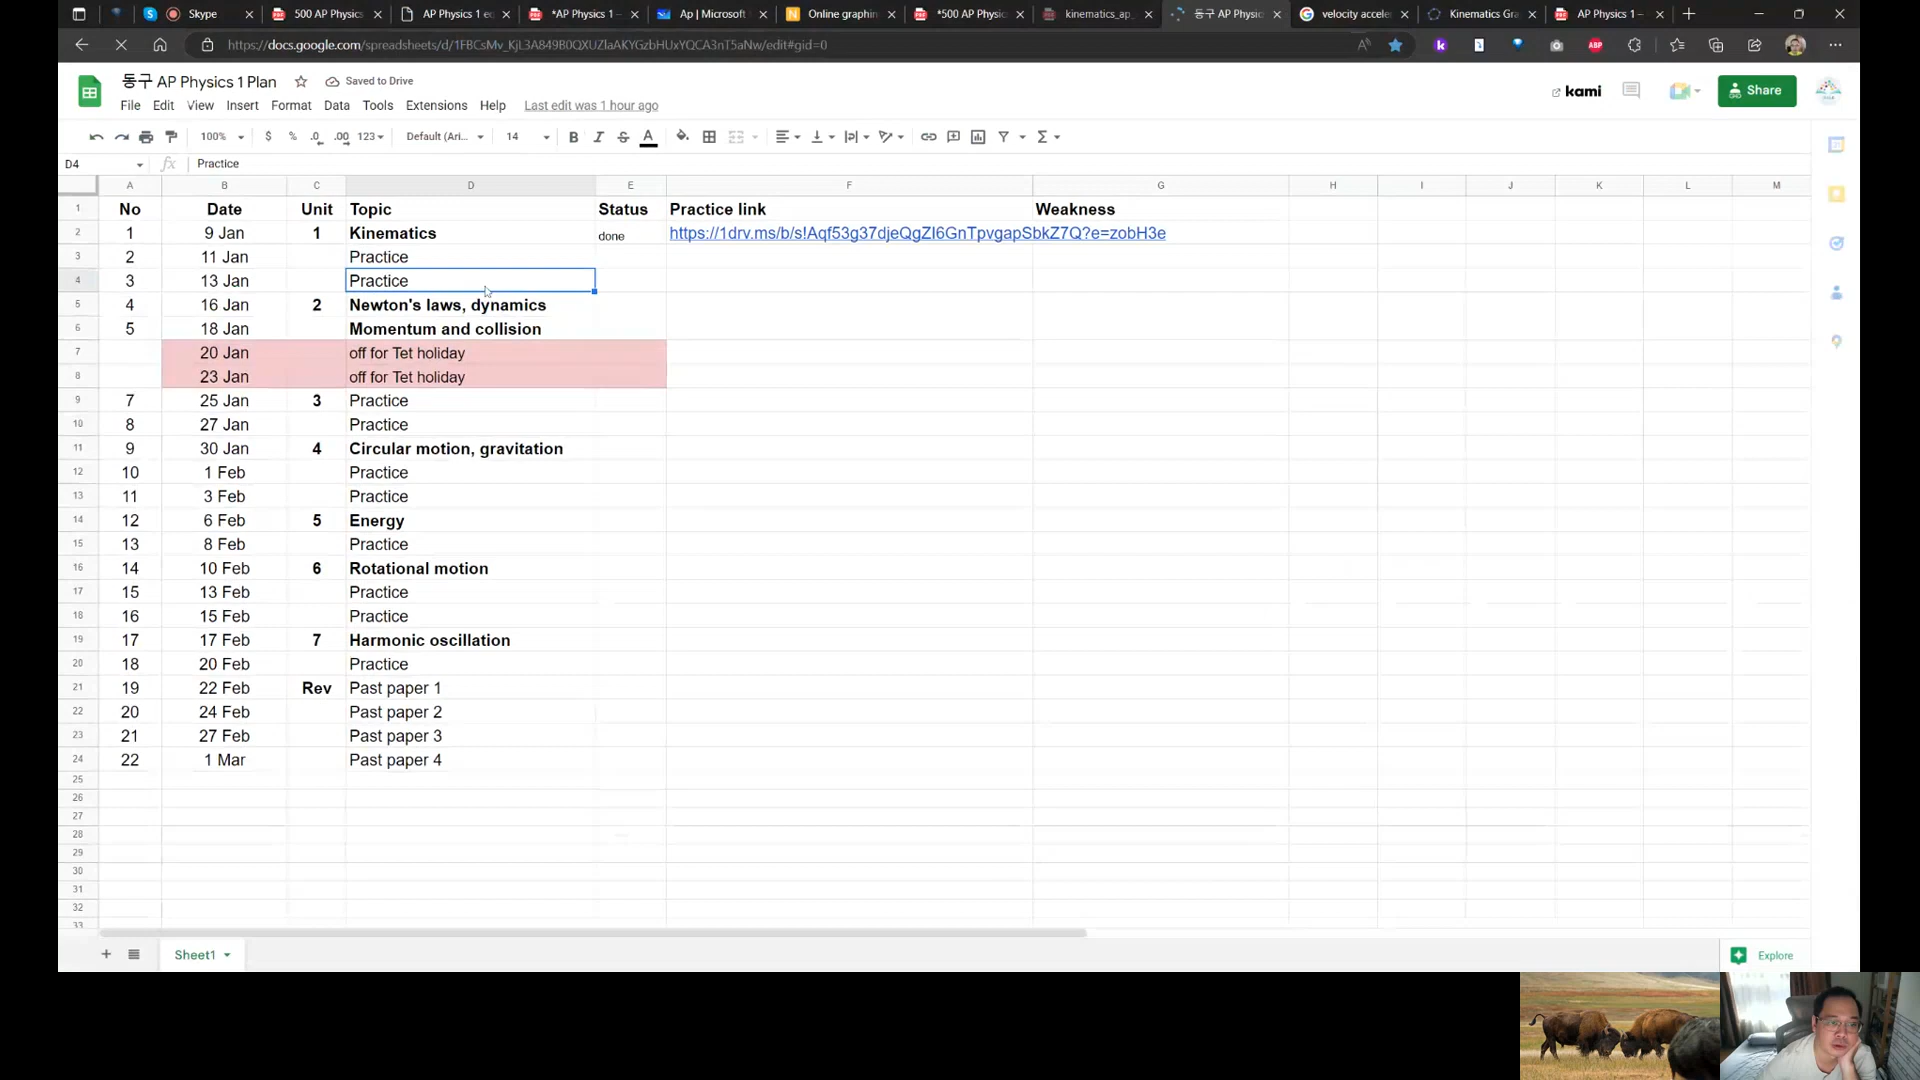 Skype
500 AP Physics
AP Physics 1 e
*AP Physics 1 –
Ap | Microsoft
Online graphin
*500 AP Physic
kinematics_ap_
동구 AP Physic
velocity accele
Kinematics Gra
AP Physics 1 –
동구 AP Physics 1 Plan
Saved to Drive
File Edit View Insert Format Data Tools Extensions Help Last edit was 1 hour ago
kami
Share
100% $ % .0 .00 123 Default (Ari... 14 B I S A
D4 fx Practice
A B C D E F G H I J K L M
1 No Date Unit Topic Status Practice link Weakness
2 1 9 Jan 1 Kinematics done https://1drv.ms/b/s!Aqf53g37djeQgZI6GnTpvgapSbkZ7Q?e=zobH3e
3 2 11 Jan Practice
4 3 13 Jan Practice
5 4 16 Jan 2 Newton's laws, dynamics
6 5 18 Jan Momentum and collision
7 20 Jan off for Tet holiday
8 23 Jan off for Tet holiday
9 7 25 Jan 3 Practice
10 8 27 Jan Practice
11 9 30 Jan 4 Circular motion, gravitation
12 10 1 Feb Practice
13 11 3 Feb Practice
14 12 6 Feb 5 Energy
15 13 8 Feb Practice
16 14 10 Feb 6 Rotational motion
17 15 13 Feb Practice
18 16 15 Feb Practice
19 17 17 Feb 7 Harmonic oscillation
20 18 20 Feb Practice
21 19 22 Feb Rev Past paper 1
22 20 24 Feb Past paper 2
23 21 27 Feb Past paper 3
24 22 1 Mar Past paper 4
25
26
27
28
29
30
31
32
33
Sheet1
Explore